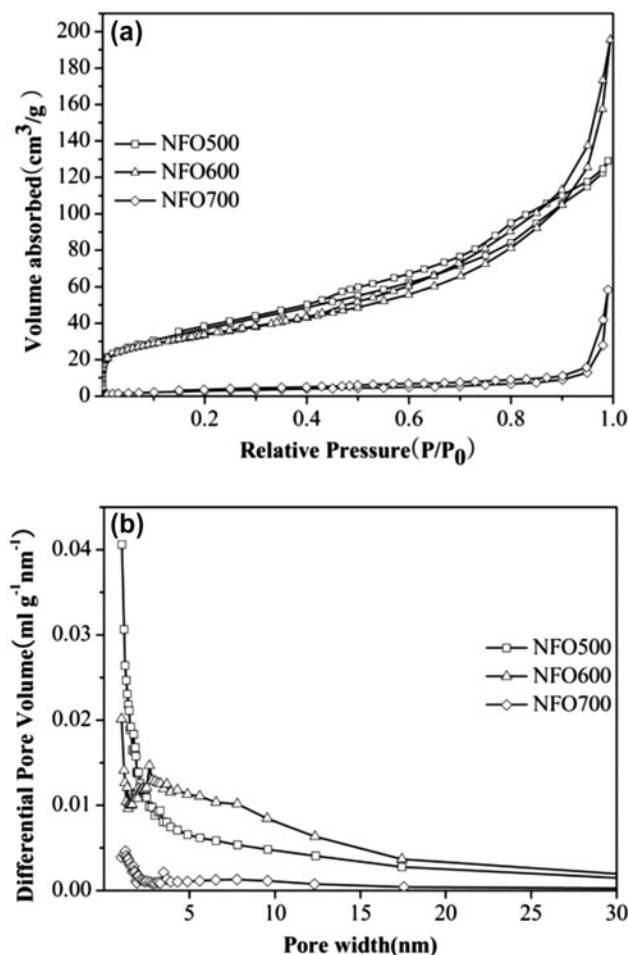 (a)
200
180
160
140
120
100
80
60
40
20
0
Volume absorbed(cm³/g)
NFO500
NFO600
NFO700
0.2 0.4 0.6 0.8 1.0
Relative Pressure(P/P₀)
(b)
0.04
0.03
0.02
0.01
0.00
Differential Pore Volume(ml g⁻¹nm⁻¹)
NFO500
NFO600
NFO700
5 10 15 20 25 30
Pore width(nm)